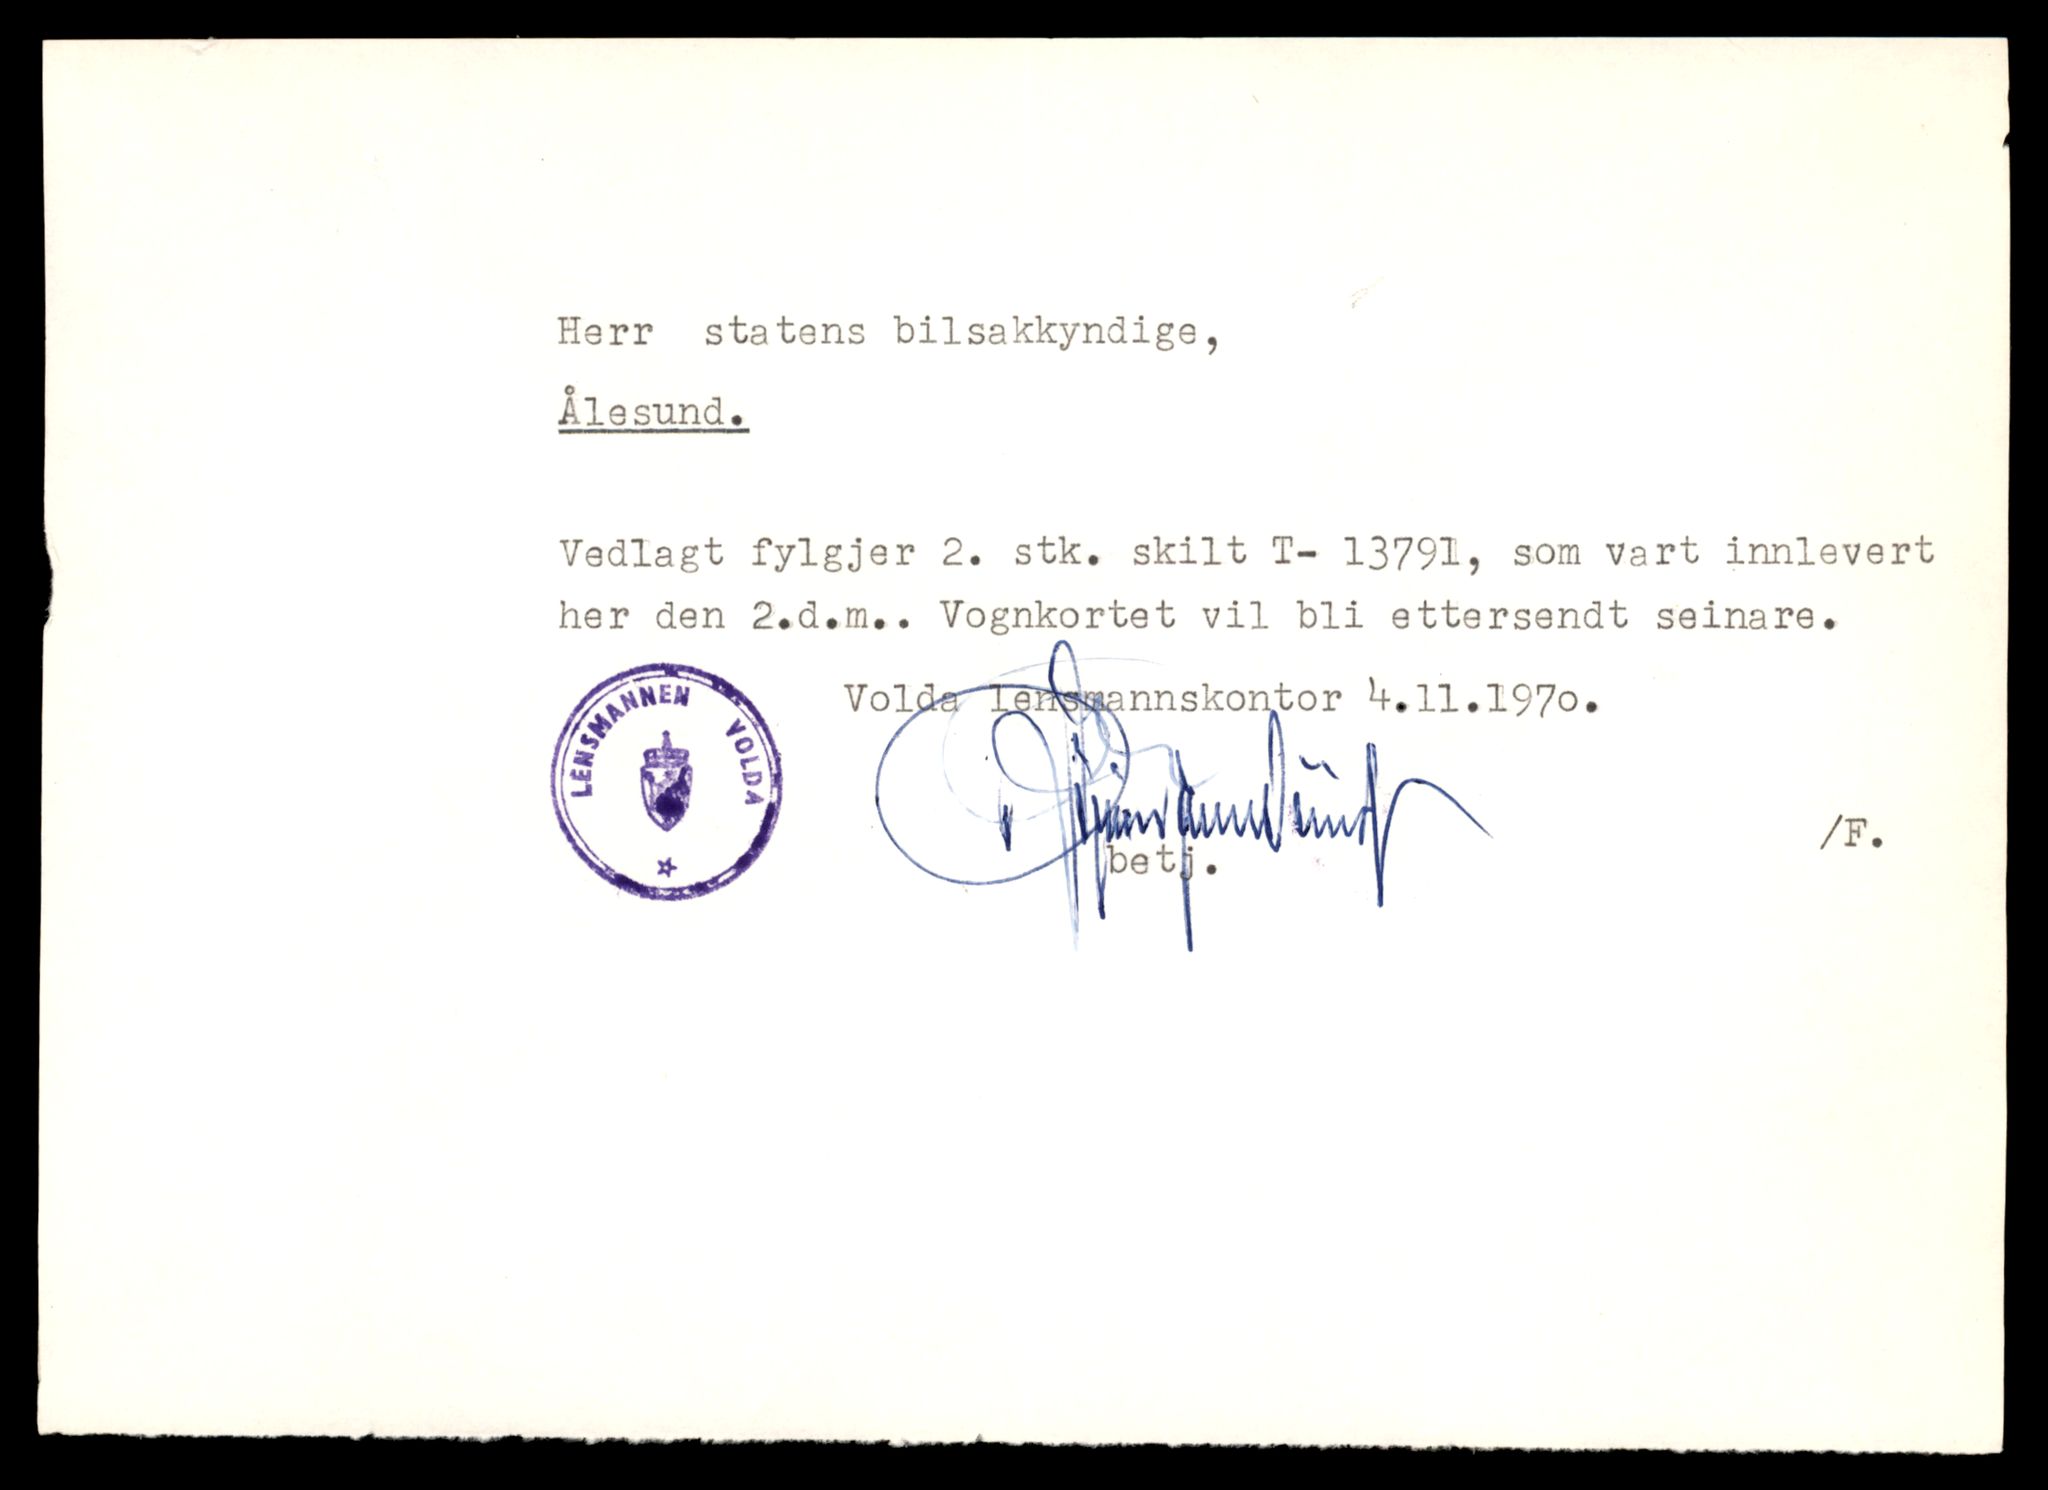 Herr statens bilsakkyndige,
Ålesund.
Vedlagt fylgjer 2. stk. skilt T- 13791, som vart innlevert
her den 2.d.m.. Vognkortet vil bli ettersendt seinare.
Volda lensmannskontor 4.11.1970.
LENSMANNEN VOLDA
betj.
/F.